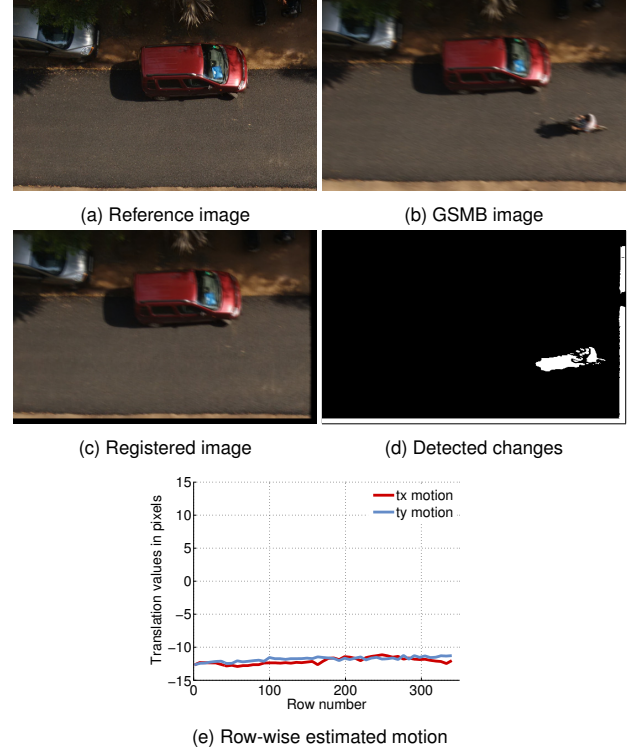 (a) Reference image
(b) GSMB image
(c) Registered image
(d) Detected changes
15
10
5
0
−5
−10
−15
Translation values in pixels
tx motion
ty motion
0
100
200
300
Row number
(e) Row-wise estimated motion